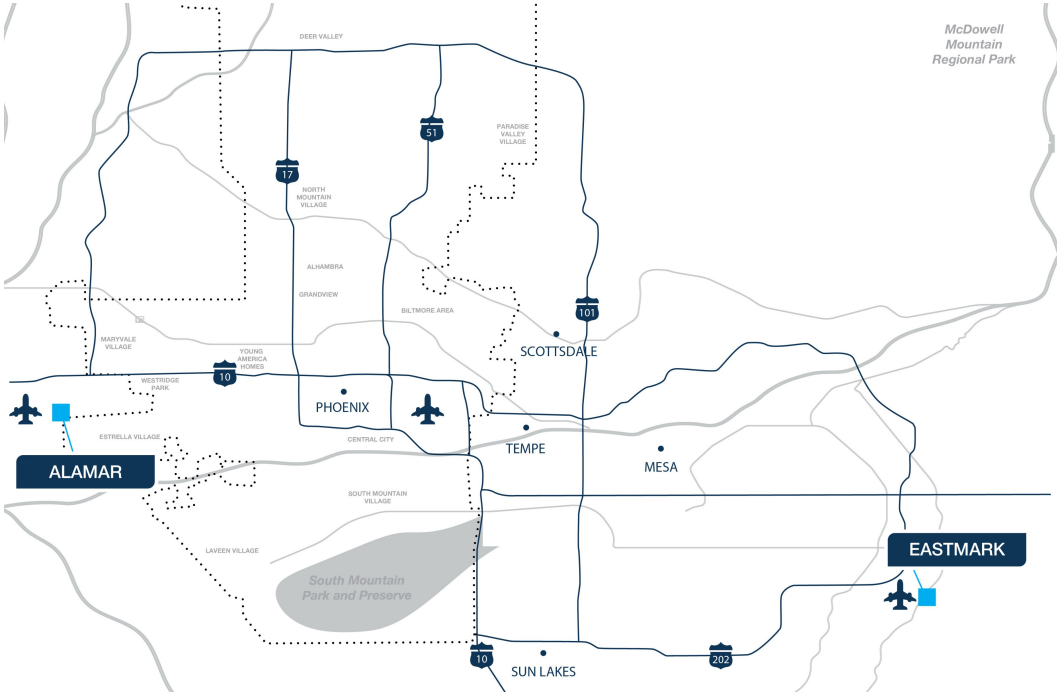 McDowell
Mountain
Regional Park
DEER VALLEY
51
PARADISE
VALLEY
VILLAGE
17
NORTH
MOUNTAIN
VILLAGE
ALHAMBRA
GRANDVIEW
BILTMORE AREA
101
MARYVALE
VILLAGE
SCOTTSDALE
YOUNG
AMERICA
HOMES
10
WESTRIDGE
PARK
PHOENIX
ESTRELLA VILLAGE
CENTRAL CITY
TEMPE
MESA
ALAMAR
SOUTH MOUNTAIN
VILLAGE
LAVEEN VILLAGE
EASTMARK
South Mountain
Park and Preserve
10
SUN LAKES
202